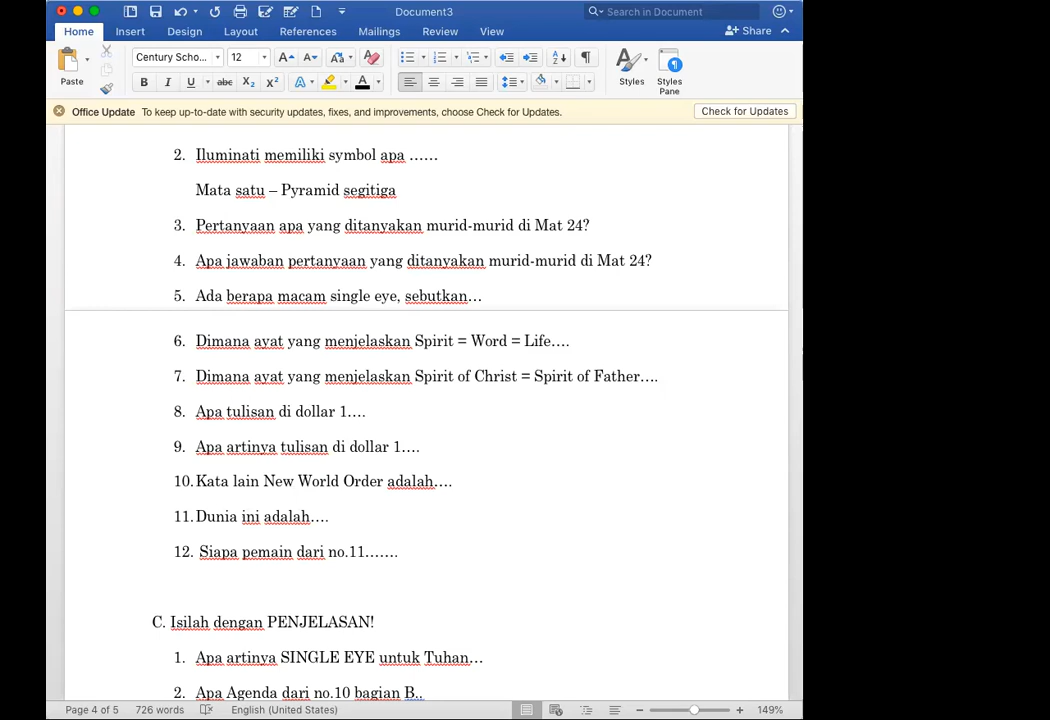 Document3
Search in Document
Home Insert Design Layout References Mailings Review View Share
Paste Century Scho... 12 Styles Styles Pane
Office Update To keep up-to-date with security updates, fixes, and improvements, choose Check for Updates. Check for Updates
2. Iluminati memiliki symbol apa ……
Mata satu – Pyramid segitiga
3. Pertanyaan apa yang ditanyakan murid-murid di Mat 24?
4. Apa jawaban pertanyaan yang ditanyakan murid-murid di Mat 24?
5. Ada berapa macam single eye, sebutkan…
6. Dimana ayat yang menjelaskan Spirit = Word = Life….
7. Dimana ayat yang menjelaskan Spirit of Christ = Spirit of Father….
8. Apa tulisan di dollar 1….
9. Apa artinya tulisan di dollar 1….
10. Kata lain New World Order adalah….
11. Dunia ini adalah….
12. Siapa pemain dari no.11…….
C. Isilah dengan PENJELASAN!
1. Apa artinya SINGLE EYE untuk Tuhan…
2. Apa Agenda dari no.10 bagian B..
Page 4 of 5 726 words English (United States) 149%